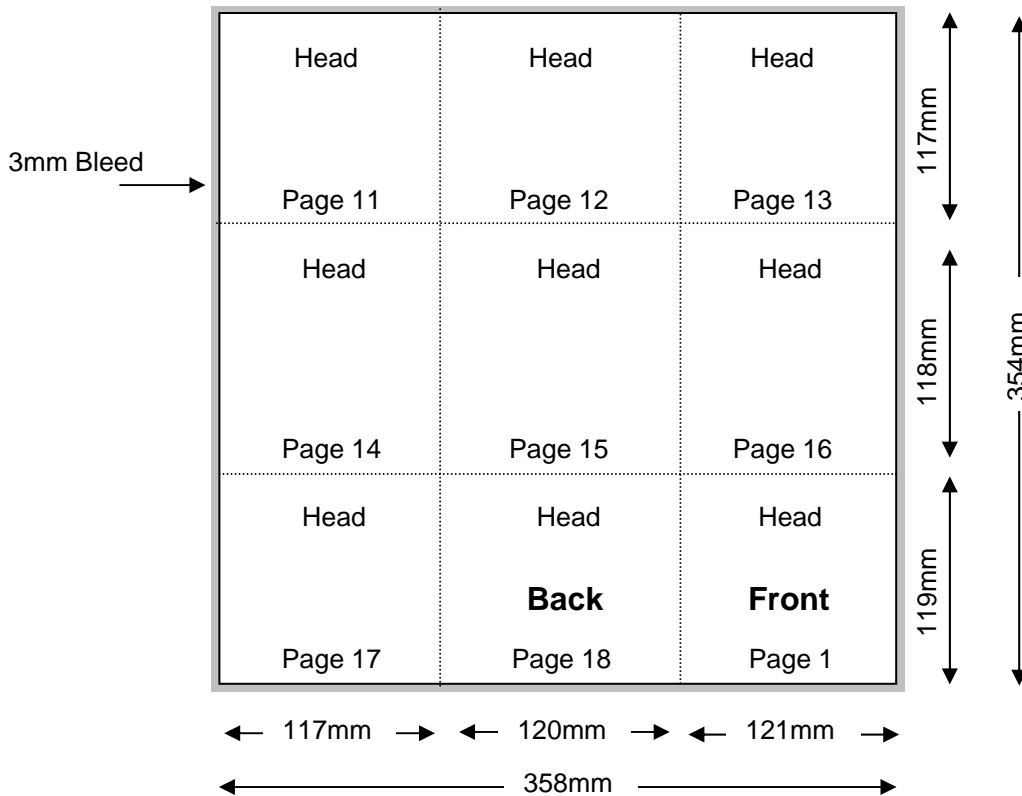 Head Head Head
117mm
3mm Bleed
Page 11 Page 12 Page 13
Head Head Head
118mm
354mm
Page 14 Page 15 Page 16
Head Head Head
119mm
Back Front
Page 17 Page 18 Page 1
117mm 120mm 121mm
358mm